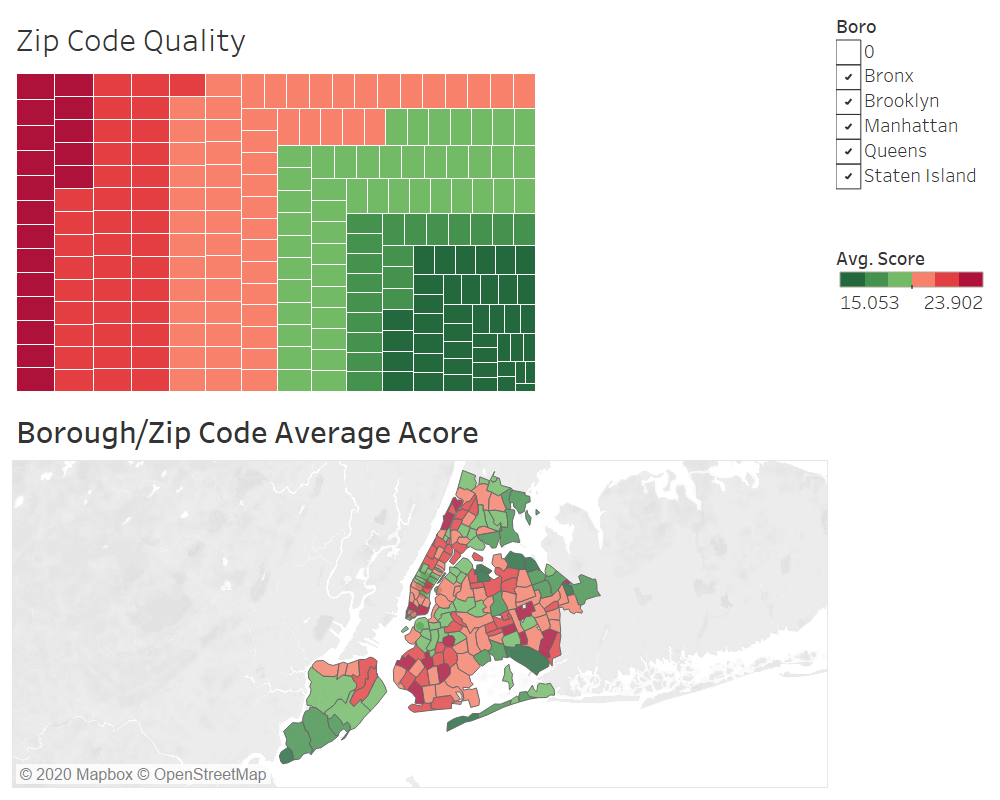 Zip Code Quality
Boro
0
Bronx
Brooklyn
Manhattan
Queens
Staten Island
Avg. Score
15.053 23.902
Borough/Zip Code Average Acore
© 2020 Mapbox © OpenStreetMap